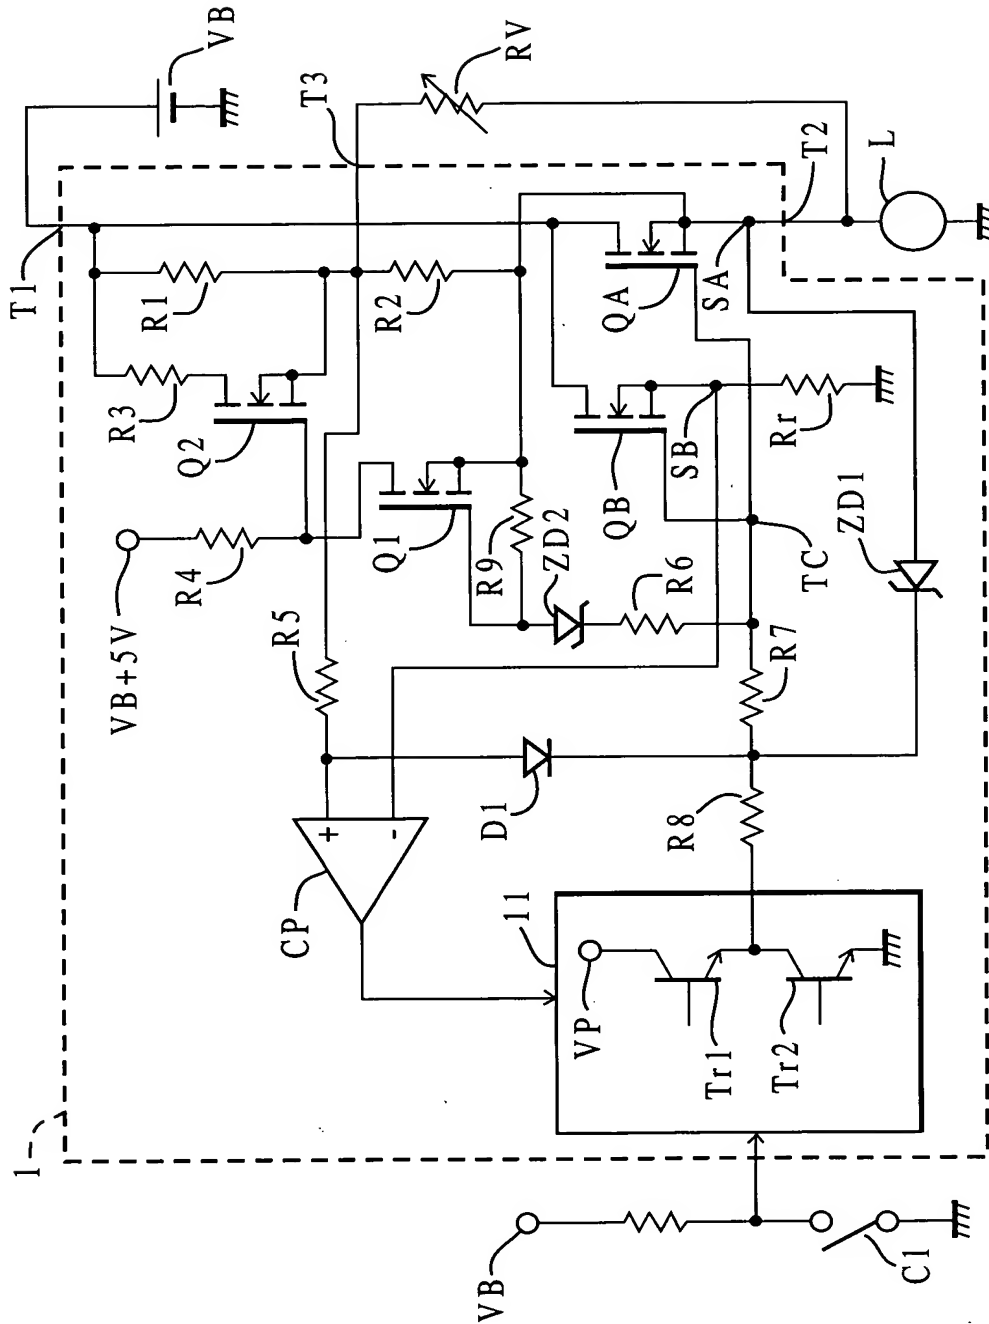 1
VB
C1
VB+5V
R4
R3
Q2
T1
R1
VB
T3
RV
R2
Q1
R5
R9
ZD2
R6
QB
SB
QA
SA
Rr
T2
L
TC
ZD1
R7
D1
R8
CP
+
-
11
VP
Tr1
Tr2